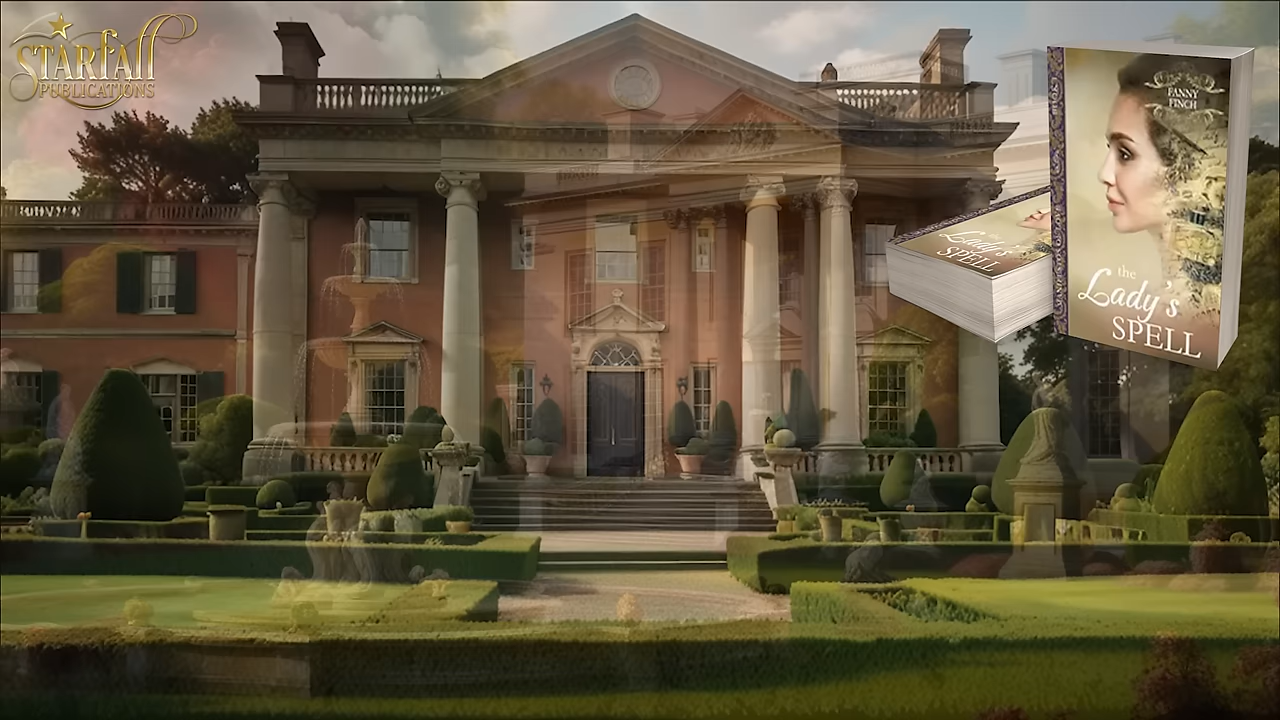 STARfall
PUBLICATIONS
FANNY
FINCH
the
Lady's
SPELL
the
Lady's
SPELL